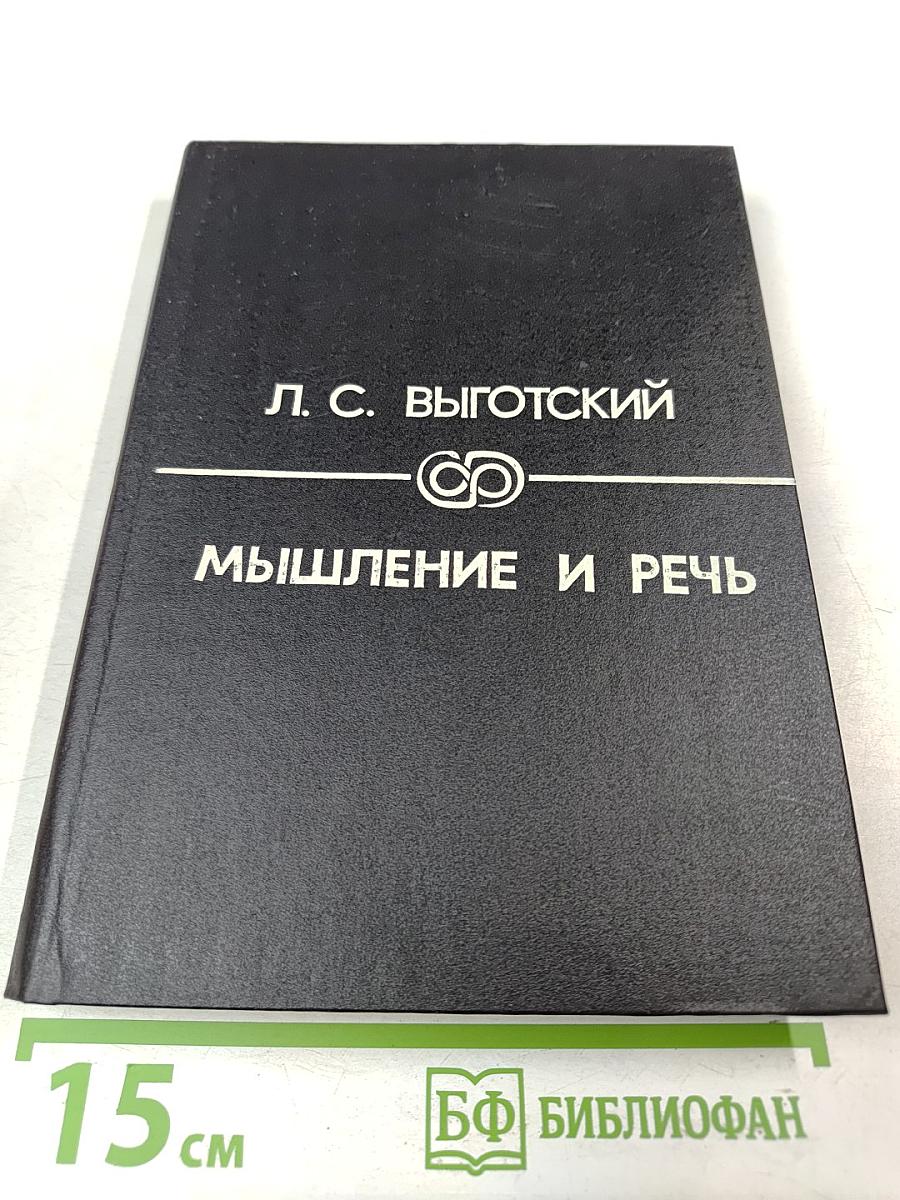 Л. С. ВЫГОТСКИЙ
МЫШЛЕНИЕ И РЕЧЬ
15 см
БФ БИБЛИОФАН